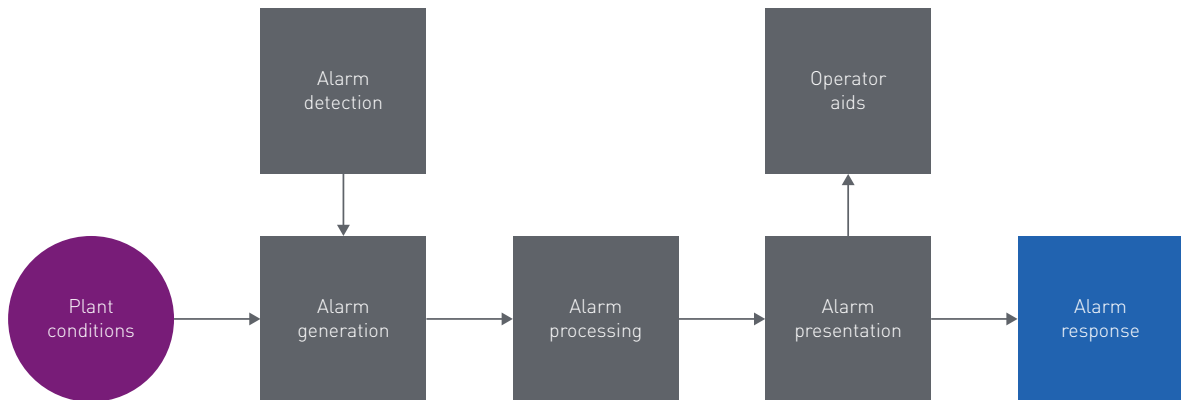 Alarm
detection
Operator
aids
Plant
conditions
Alarm
generation
Alarm
processing
Alarm
presentation
Alarm
response